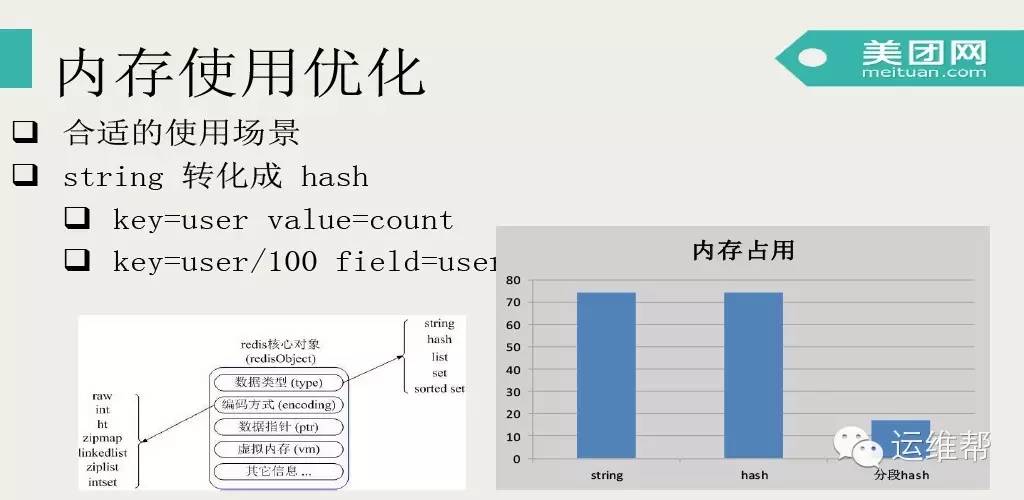 内存使用优化
美团网
meituan.com
合适的使用场景
string 转化成 hash
key=user value=count
key=user/100 field=user
redis核心对象
(redisObject)
数据类型 (type)
编码方式 (encoding)
数据指针 (ptr)
虚拟内存 (vm)
其它信息 ...
raw
int
ht
zipmap
linkedlist
ziplist
intset
string
hash
list
set
sorted set
内存占用
80
70
60
50
40
30
20
10
0
string
hash
分段hash
运维帮